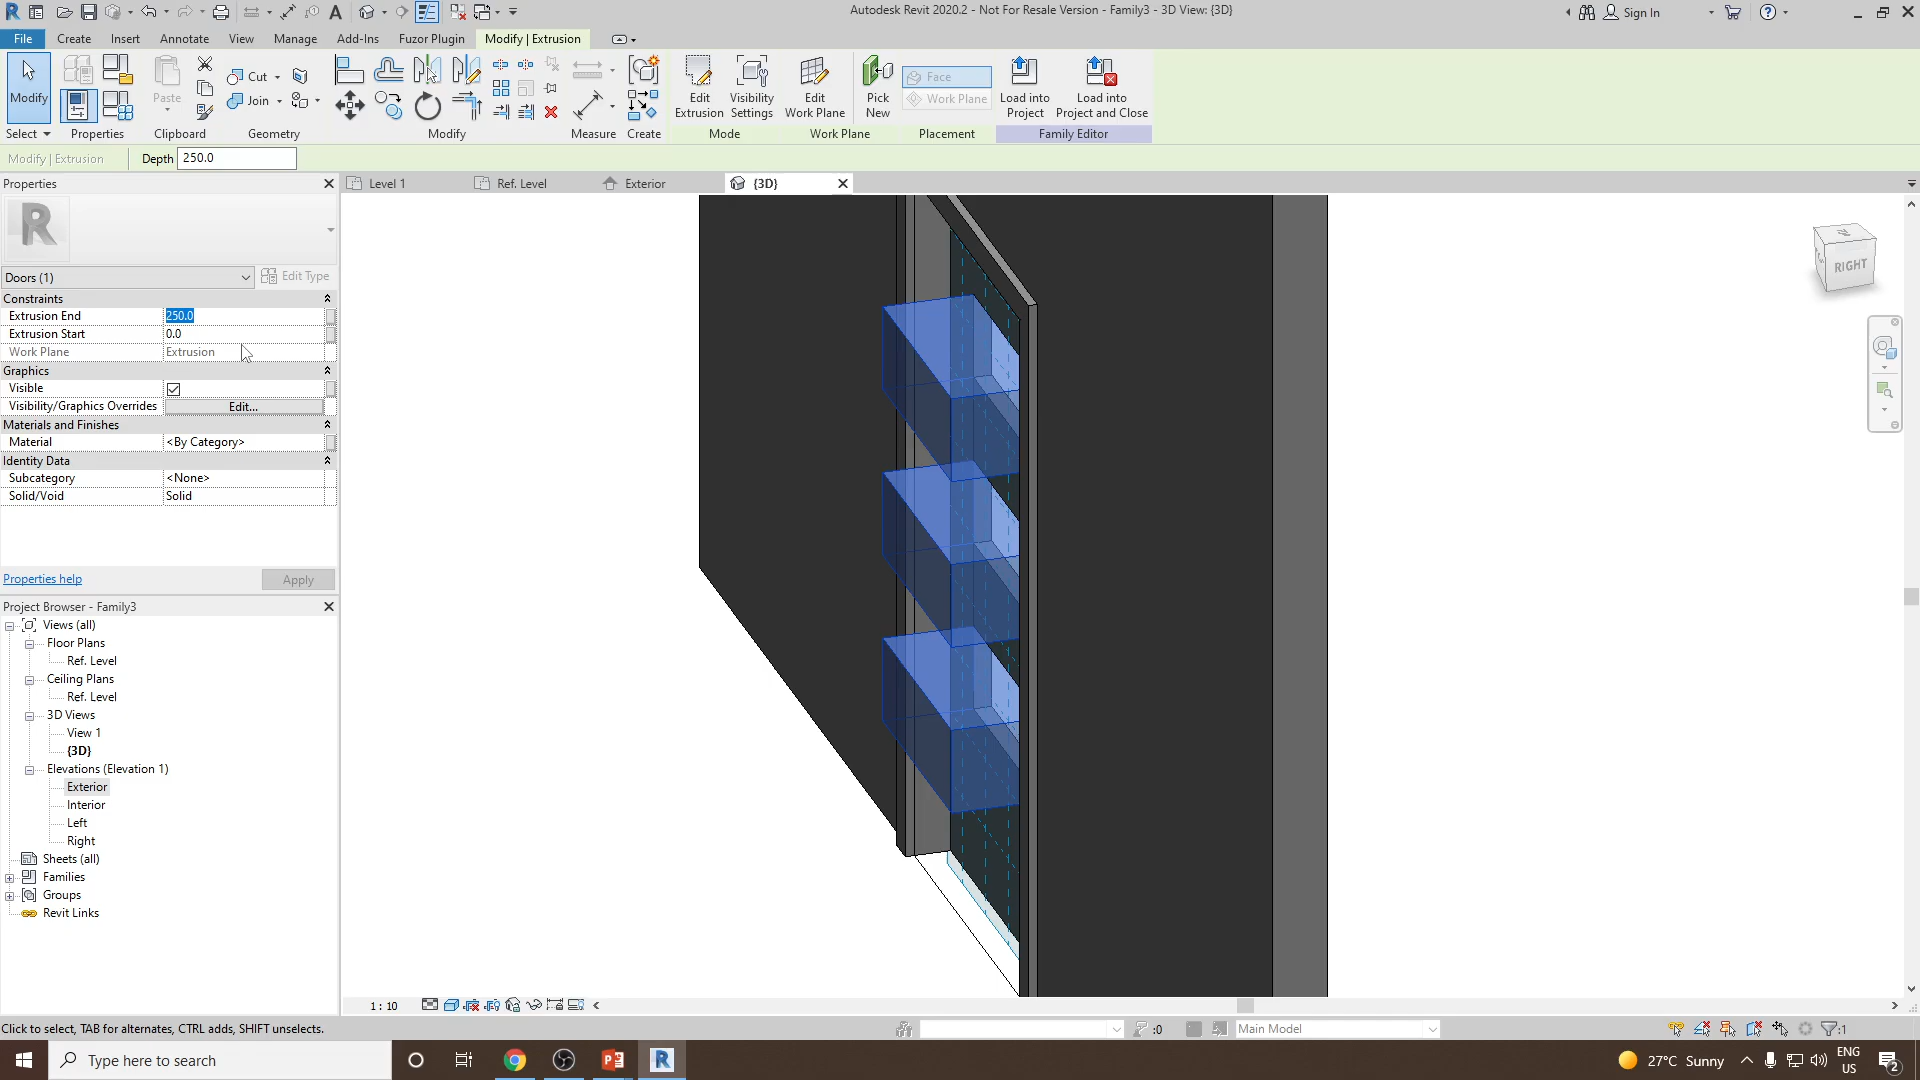 Autodesk Revit 2020.2 - Not For Resale Version - Family3 - 3D View: {3D}
Sign In
File Create Insert Annotate View Manage Add-Ins Fuzor Plugin Modify | Extrusion
Modify
Paste
Cut
Join
Edit Extrusion
Visibility Settings
Edit Work Plane
Pick New
Face
Work Plane
Load into Project
Load into Project and Close
Select Properties Clipboard Geometry Modify Measure Create Mode Work Plane Placement Family Editor
Modify | Extrusion Depth 250.0
Properties
Level 1 Ref. Level Exterior {3D}
Doors (1) Edit Type
Constraints
Extrusion End 250.0
Extrusion Start 0.0
Work Plane Extrusion
Graphics
Visible
Visibility/Graphics Overrides Edit...
Materials and Finishes
Material <By Category>
Identity Data
Subcategory <None>
Solid/Void Solid
Properties help Apply
Project Browser - Family3
Views (all)
Floor Plans
Ref. Level
Ceiling Plans
Ref. Level
3D Views
View 1
{3D}
Elevations (Elevation 1)
Exterior
Interior
Left
Right
Sheets (all)
Families
Groups
Revit Links
RIGHT
1 : 10
Click to select, TAB for alternates, CTRL adds, SHIFT unselects.
:0
Main Model
:1
Type here to search
27°C Sunny
ENG
US
2